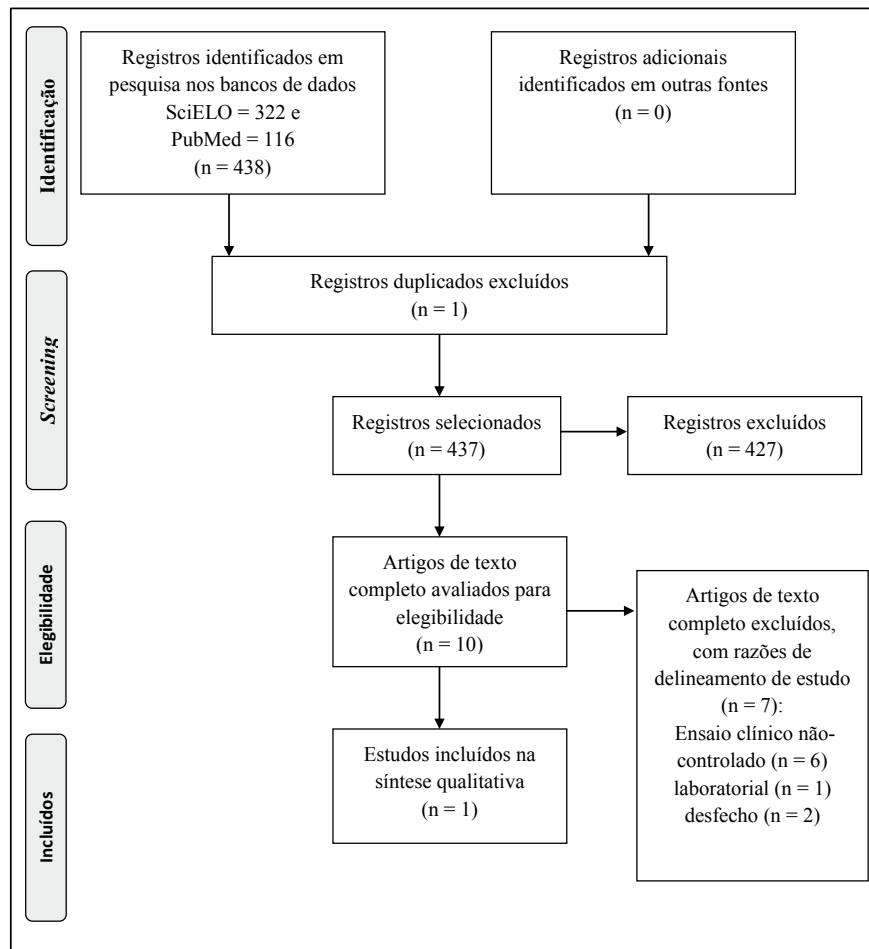 Identificação
Registros identificados em
pesquisa nos bancos de dados
SciELO = 322 e
PubMed = 116
(n = 438)
Registros adicionais
identificados em outras fontes
(n = 0)
Screening
Registros duplicados excluídos
(n = 1)
Registros selecionados
(n = 437)
Registros excluídos
(n = 427)
Elegibilidade
Artigos de texto
completo avaliados para
elegibilidade
(n = 10)
Artigos de texto
completo excluídos,
com razões de
delineamento de estudo
(n = 7):
Ensaio clínico não-
controlado (n = 6)
laboratorial (n = 1)
desfecho (n = 2)
Incluídos
Estudos incluídos na
síntese qualitativa
(n = 1)